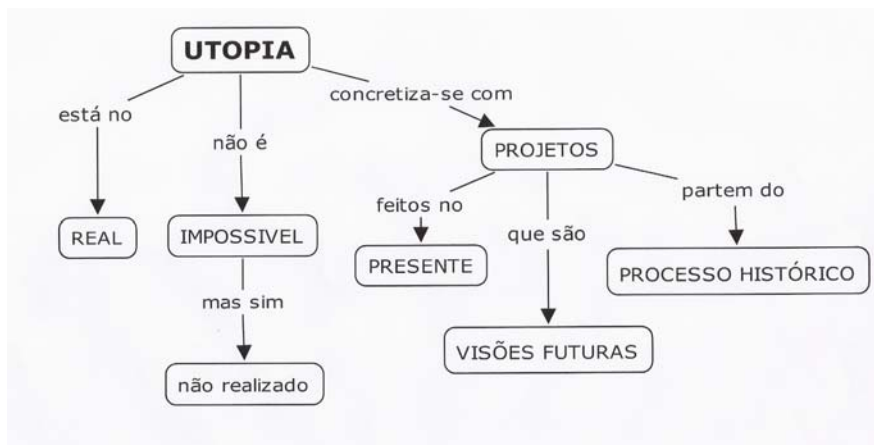 UTOPIA
está no
não é
concretiza-se com
REAL
IMPOSSIVEL
mas sim
não realizado
PROJETOS
feitos no
que são
partem do
PRESENTE
VISÕES FUTURAS
PROCESSO HISTÓRICO